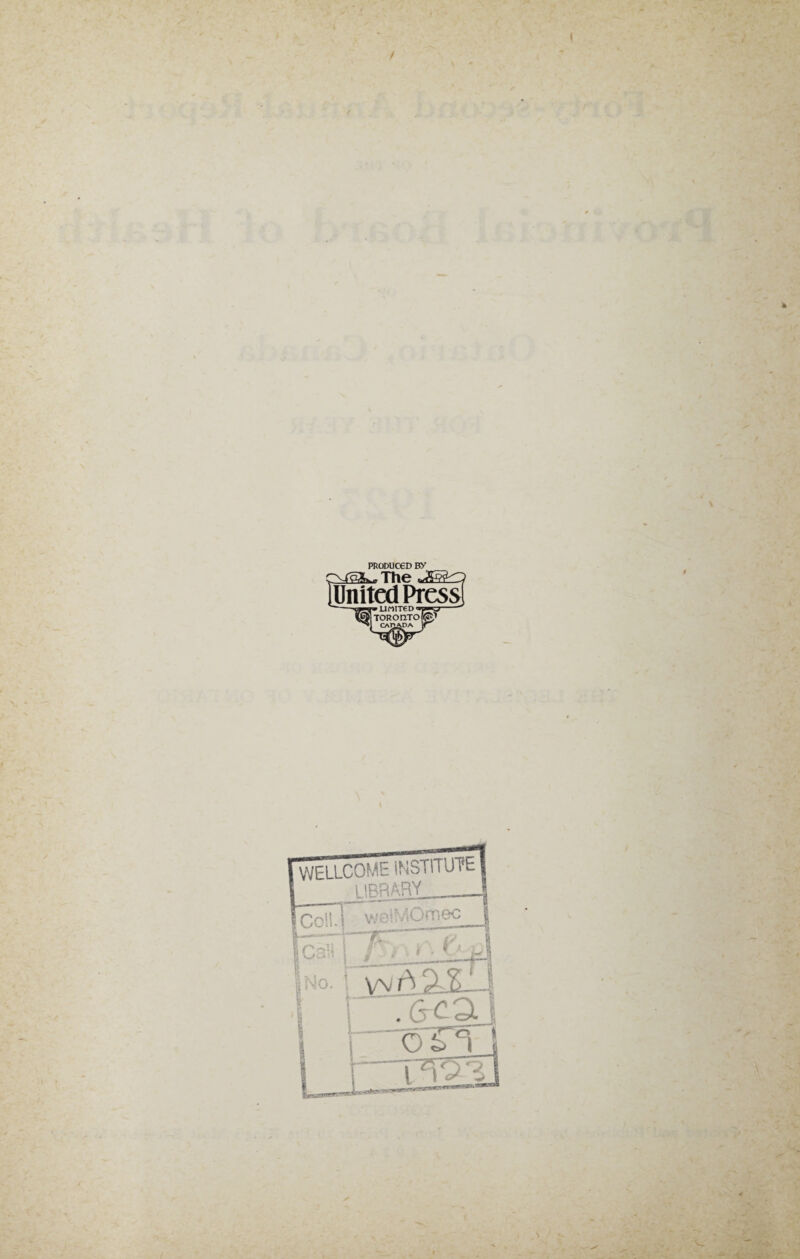 PRODUCED BY
The
United Press
LIMITED
TORONTO
CANADA
WELLCOME INSTITUTE
LIBRARY
Coll. welMOmec
Call
No. WA28
.GC2
O59
1923